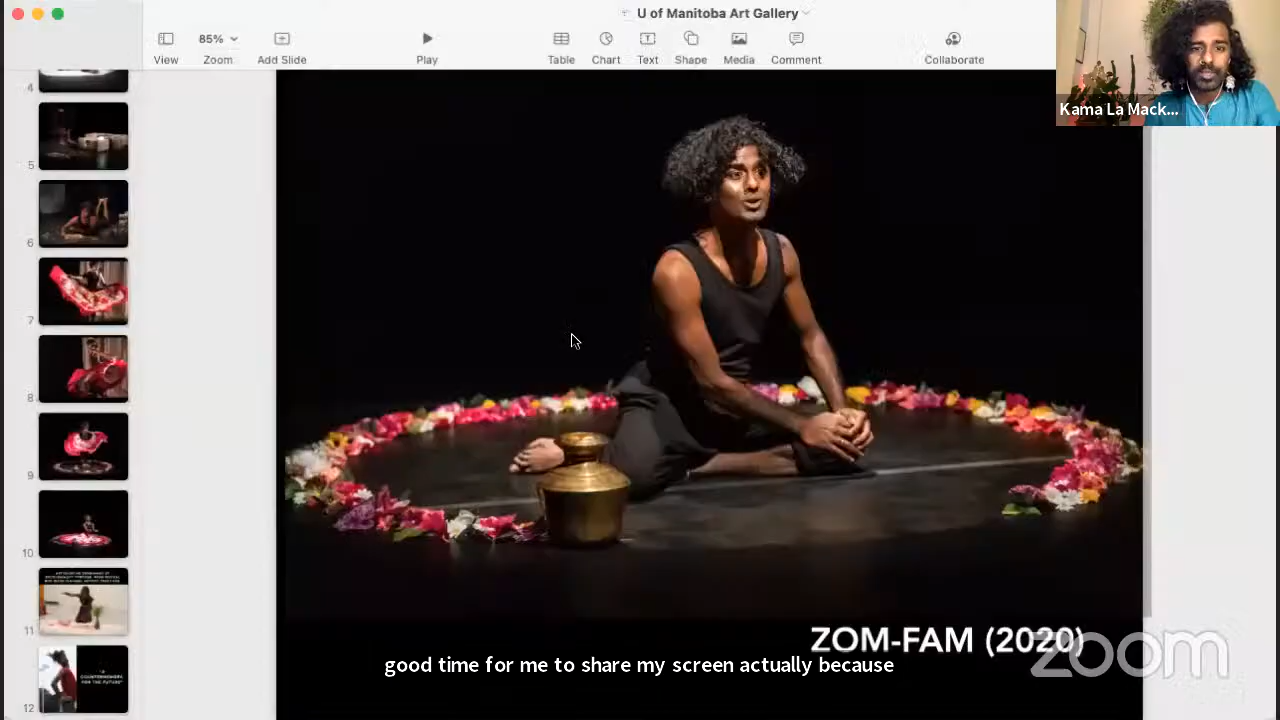 U of Manitoba Art Gallery
85%
View
Zoom
Add Slide
Play
Table
Chart
Text
Shape
Media
Comment
Collaborate
Kama La Mack...
4
5
6
7
8
9
10
11
12
ZOM-FAM (2020)
zoom
good time for me to share my screen actually because